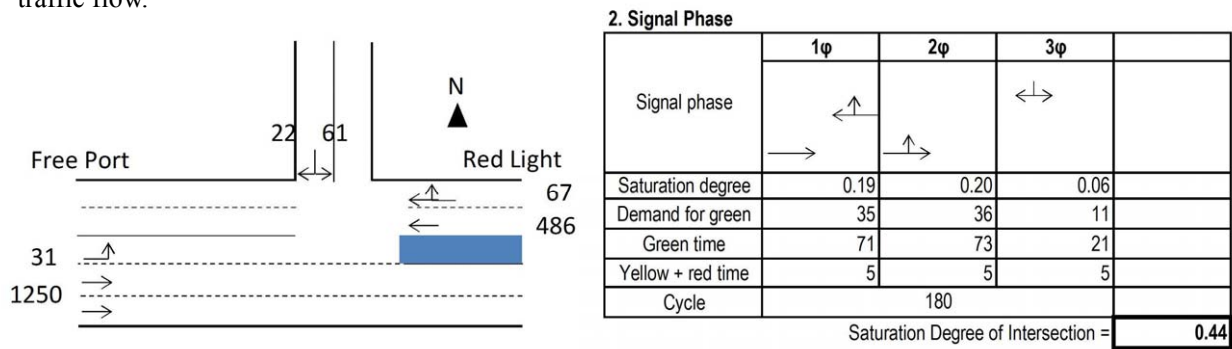 traffic flow.
N
22 61
Free Port Red Light
67
486
31
1250
2. Signal Phase
1φ 2φ 3φ
Signal phase
Saturation degree 0.19 0.20 0.06
Demand for green 35 36 11
Green time 71 73 21
Yellow + red time 5 5 5
Cycle 180
Saturation Degree of Intersection = 0.44